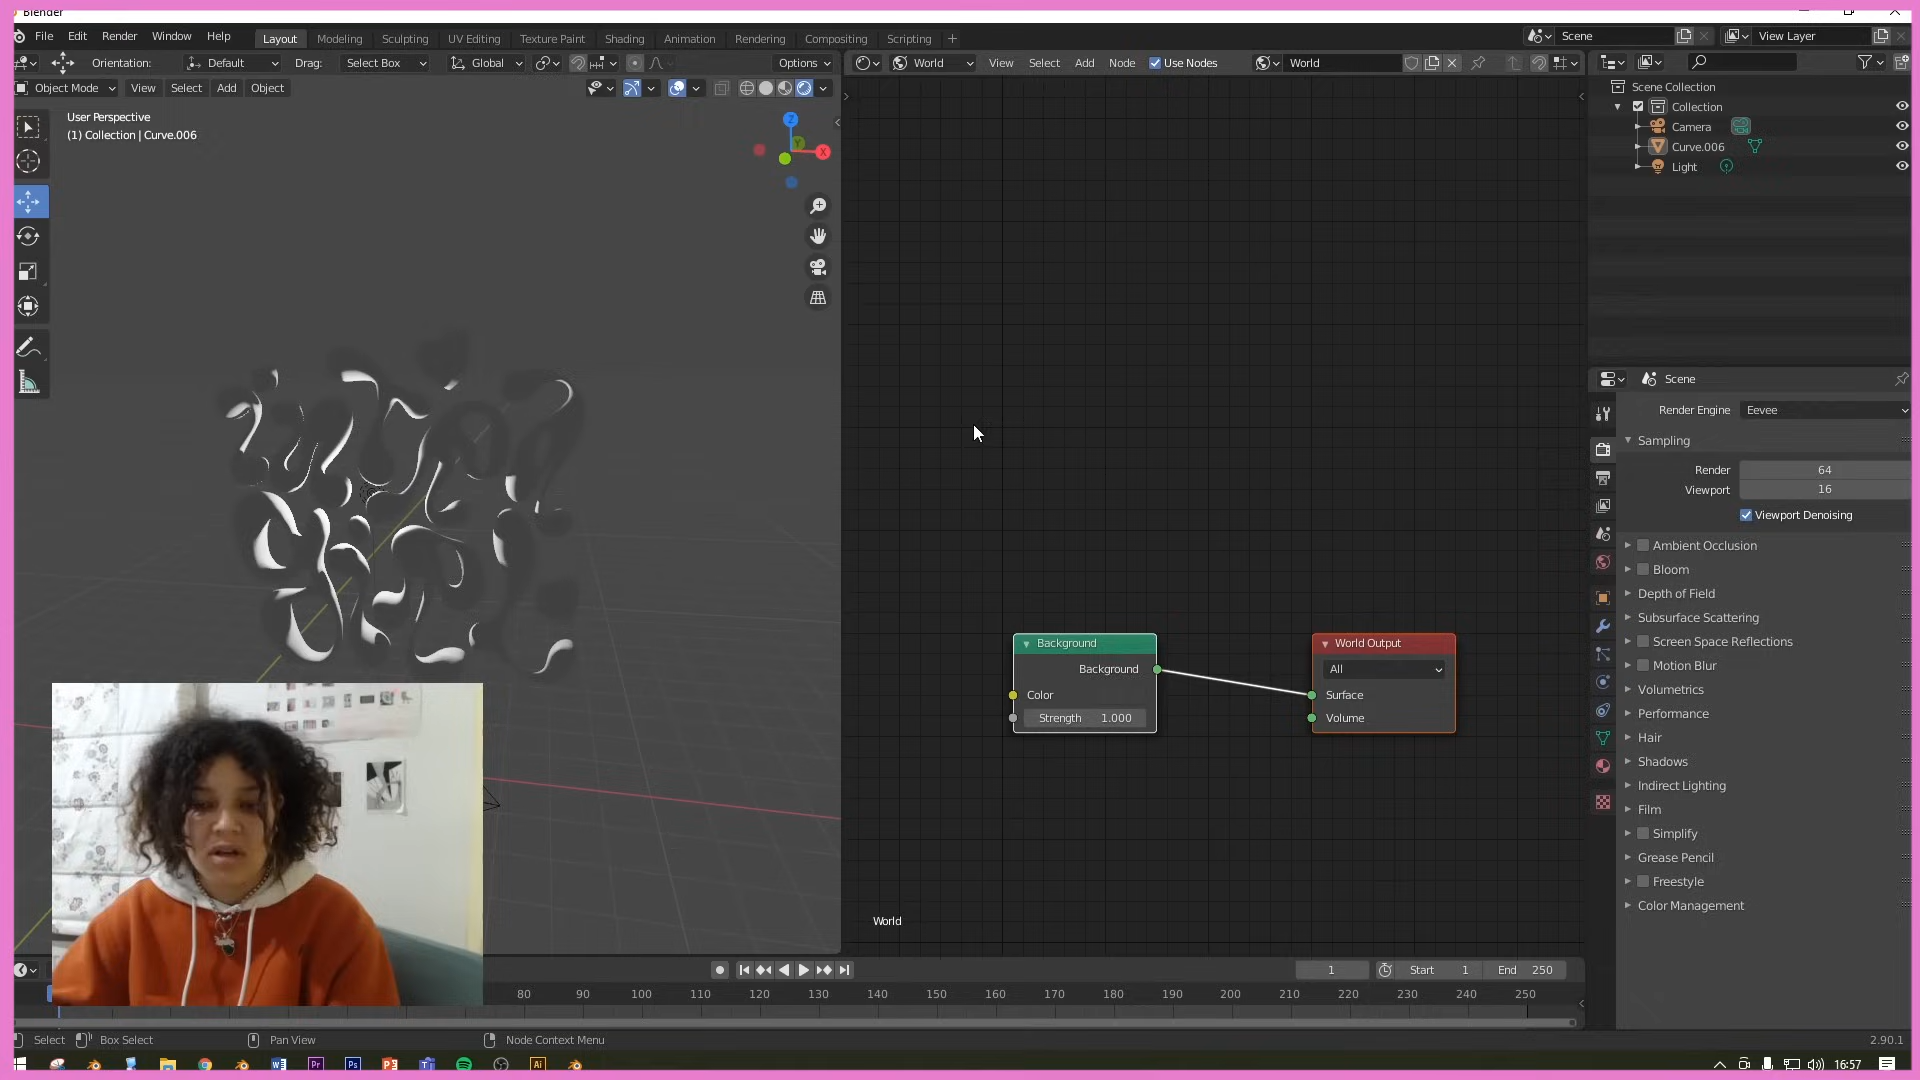 Blender
File Edit Render Window Help
Layout Modeling Sculpting UV Editing Texture Paint Shading Animation Rendering Compositing Scripting +
Scene View Layer
Orientation: Default Drag: Select Box Global Options
World View Select Add Node Use Nodes World
Object Mode View Select Add Object
User Perspective
(1) Collection | Curve.006
Z
Y
X
Scene Collection
Collection
Camera
Curve.006
Light
Scene
Render Engine Eevee
Sampling
Render 64
Viewport 16
Viewport Denoising
Ambient Occlusion
Bloom
Depth of Field
Subsurface Scattering
Screen Space Reflections
Motion Blur
Volumetrics
Performance
Hair
Shadows
Indirect Lighting
Film
Simplify
Grease Pencil
Freestyle
Color Management
Background
Background
Color
Strength 1.000
World Output
All
Surface
Volume
World
1 Start 1 End 250
80 90 100 110 120 130 140 150 160 170 180 190 200 210 220 230 240 250
Select Box Select Pan View Node Context Menu 2.90.1
W Pr Ps P T Ai 16:57